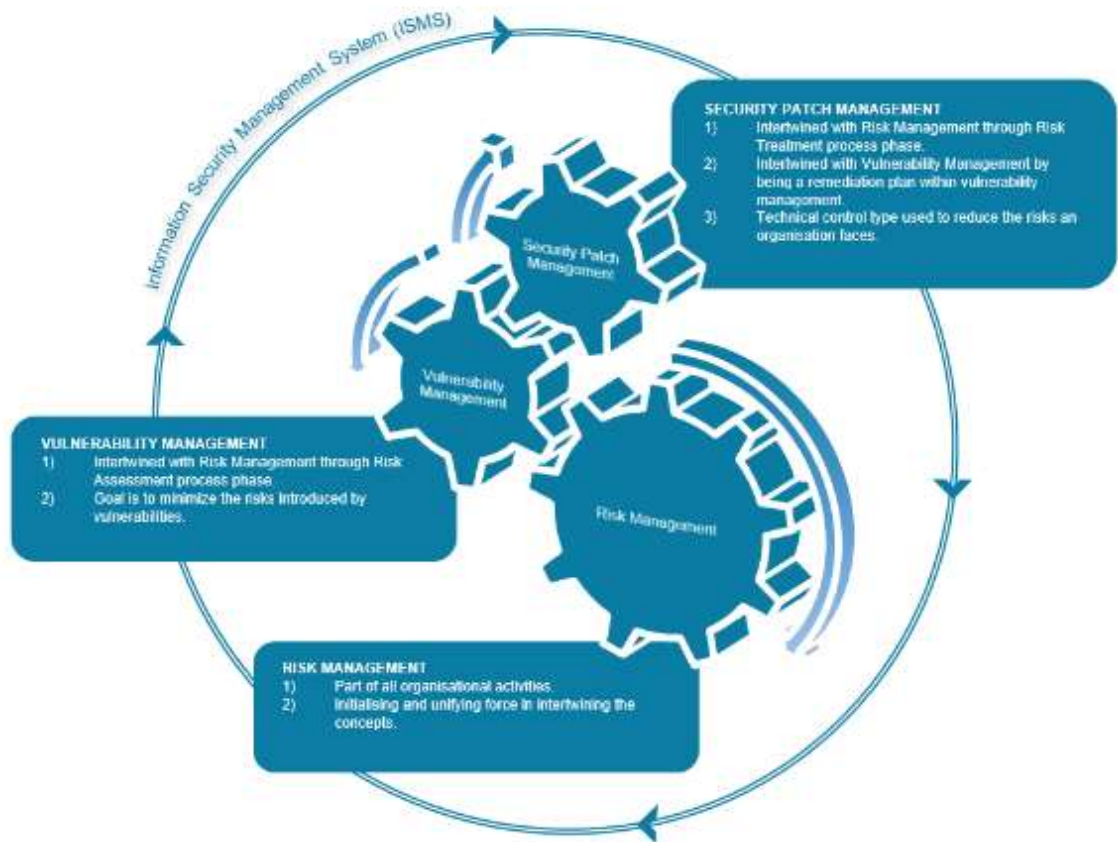 Information Security Management System (ISMS)
SECURITY PATCH MANAGEMENT
1) Intertwined with Risk Management through Risk
Treatment process phase.
2) Intertwined with Vulnerability Management by
being a remediation plan within vulnerability
management.
3) Technical control type used to reduce the risks an
organisation faces.
Security Patch
Management
Vulnerability
Management
VULNERABILITY MANAGEMENT
1) Intertwined with Risk Management through Risk
Assessment process phase
2) Goal is to minimize the risks introduced by
vulnerabilities.
Risk Management
RISK MANAGEMENT
1) Part of all organisational activities.
2) Initialising and unifying force in intertwining the
concepts.